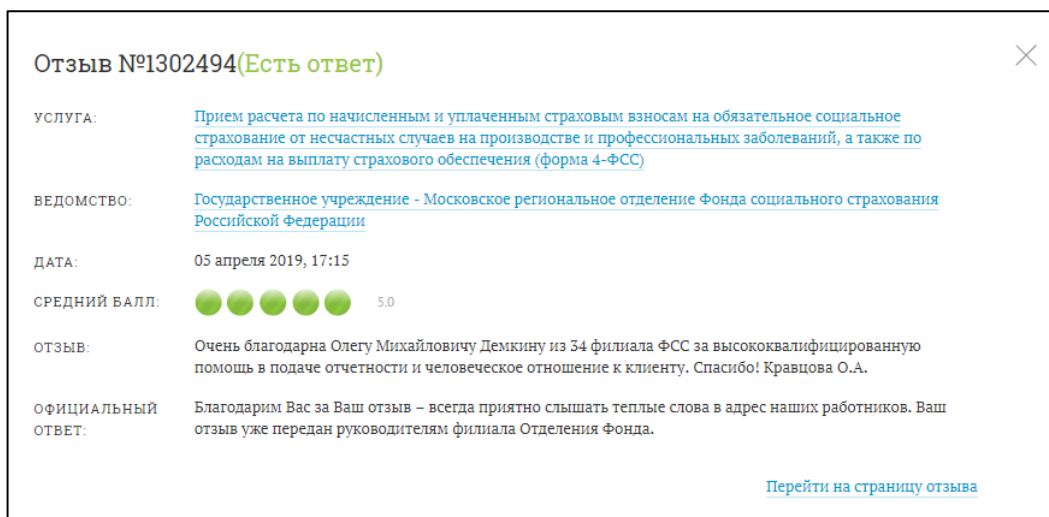 Отзыв №1302494(Есть ответ)
УСЛУГА:
Прием расчета по начисленным и уплаченным страховым взносам на обязательное социальное
страхование от несчастных случаев на производстве и профессиональных заболеваний, а также по
расходам на выплату страхового обеспечения (форма 4-ФСС)
ВЕДОМСТВО:
Государственное учреждение - Московское региональное отделение Фонда социального страхования
Российской Федерации
ДАТА:
05 апреля 2019, 17:15
СРЕДНИЙ БАЛЛ:
5.0
ОТЗЫВ:
Очень благодарна Олегу Михайловичу Демкину из 34 филиала ФСС за высококвалифицированную
помощь в подаче отчетности и человеческое отношение к клиенту. Спасибо! Кравцова О.А.
ОФИЦИАЛЬНЫЙ
ОТВЕТ:
Благодарим Вас за Ваш отзыв – всегда приятно слышать теплые слова в адрес наших работников. Ваш
отзыв уже передан руководителям филиала Отделения Фонда.
Перейти на страницу отзыва